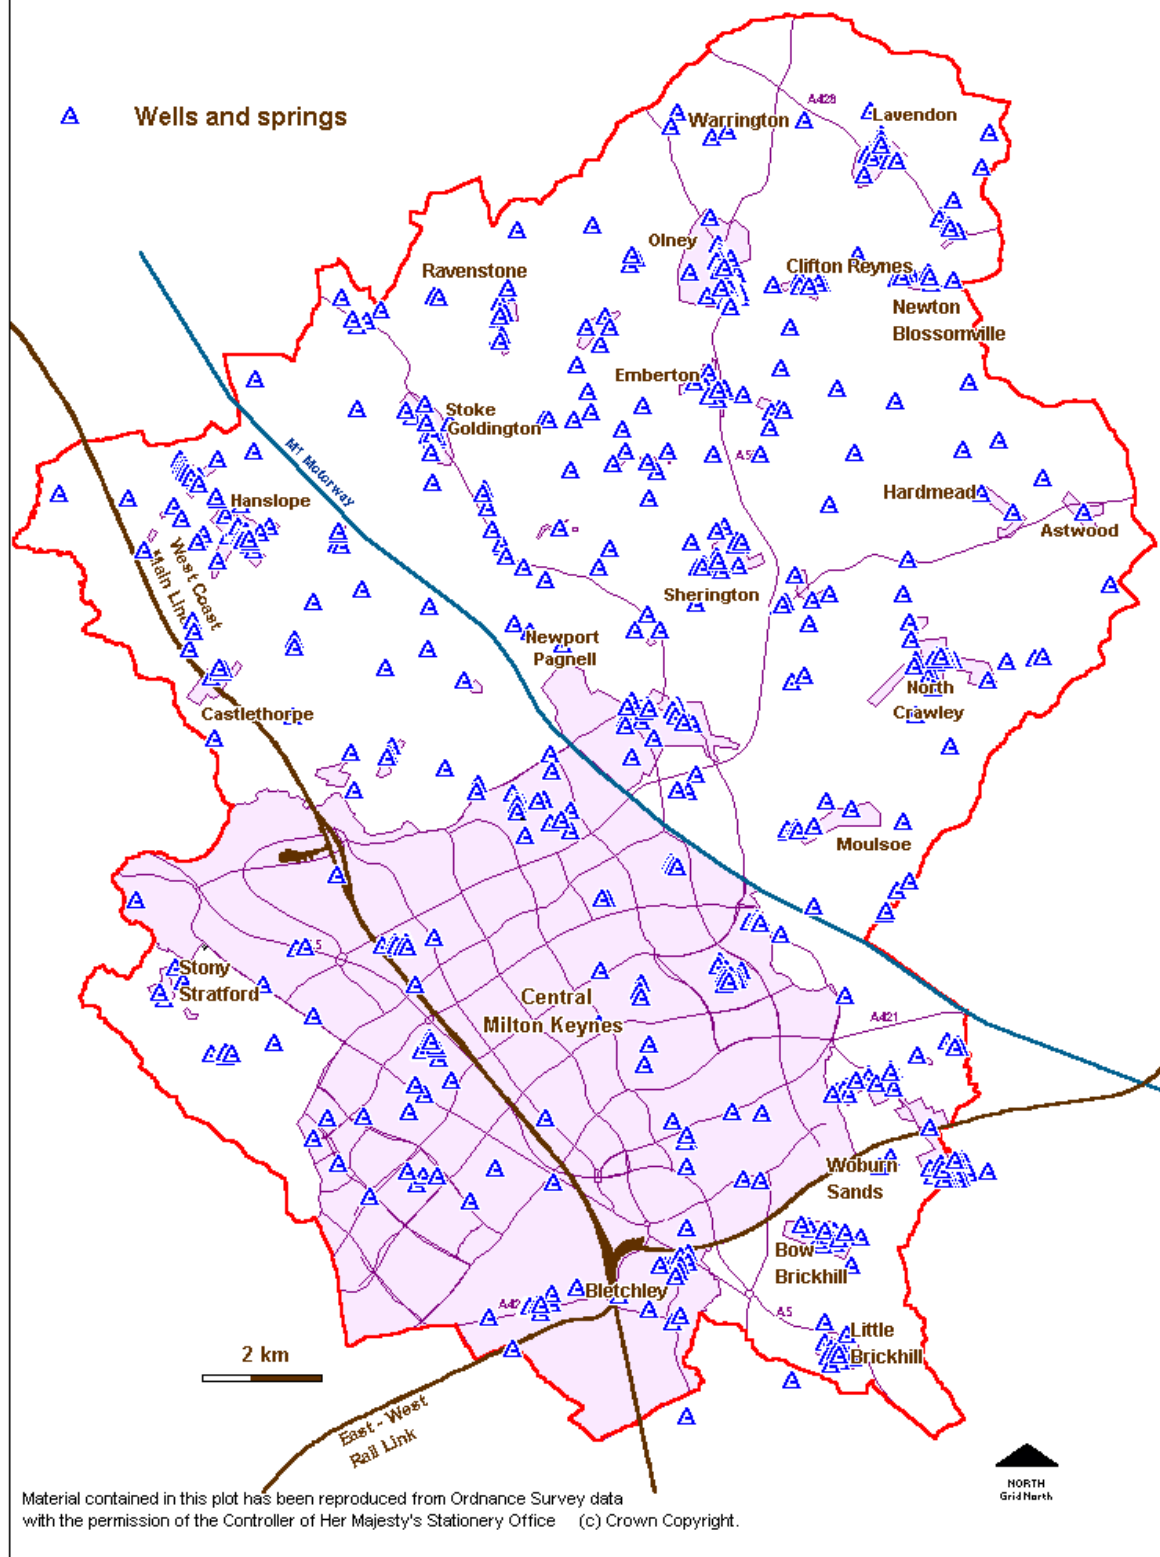 Wells and springs
A428
Lavendon
Warrington
Olney
Ravenstone
Clifton Reynes
Newton
Blossomville
Emberton
Stoke
Goldington
M1 Motorway
A5
Hanslope
Hardmead
Astwood
West Coast
Main Line
Sherington
Newport
Pagnell
North
Crawley
Castlethorpe
Moulsoe
Stony
Stratford
Central
Milton Keynes
A421
Woburn
Sands
Bow
Brickhill
Bletchley
A5
Little
Brickhill
2 km
East - West
Rail Link
NORTH
Grid North
Material contained in this plot has been reproduced from Ordnance Survey data
with the permission of the Controller of Her Majesty's Stationery Office (c) Crown Copyright.